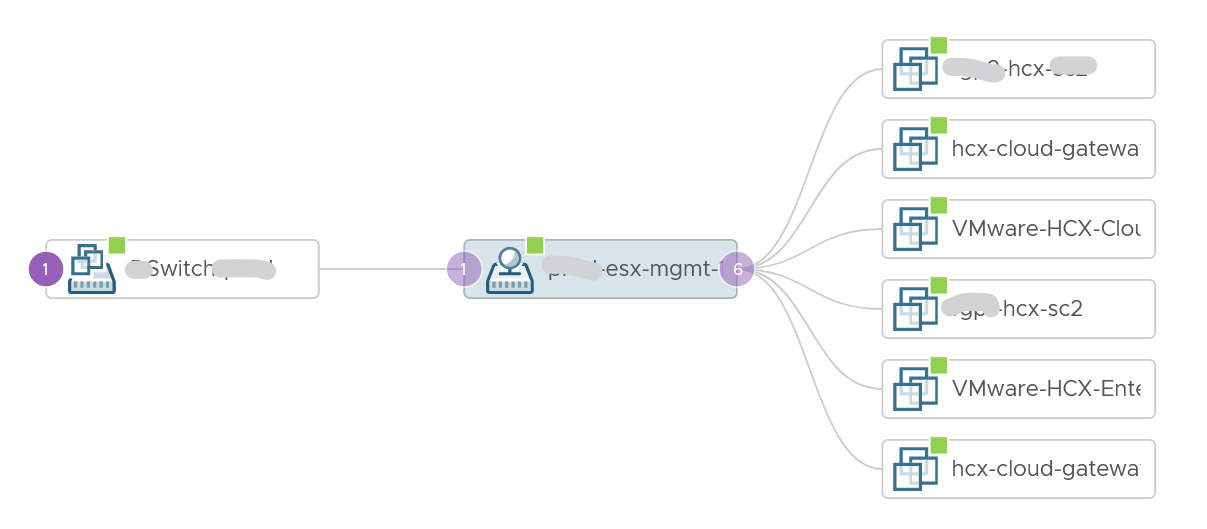 1
Switch
1
-esx-mgmt-
6
-hcx-
hcx-cloud-gatewa
VMware-HCX-Clou
-hcx-sc2
VMware-HCX-Ente
hcx-cloud-gatewa